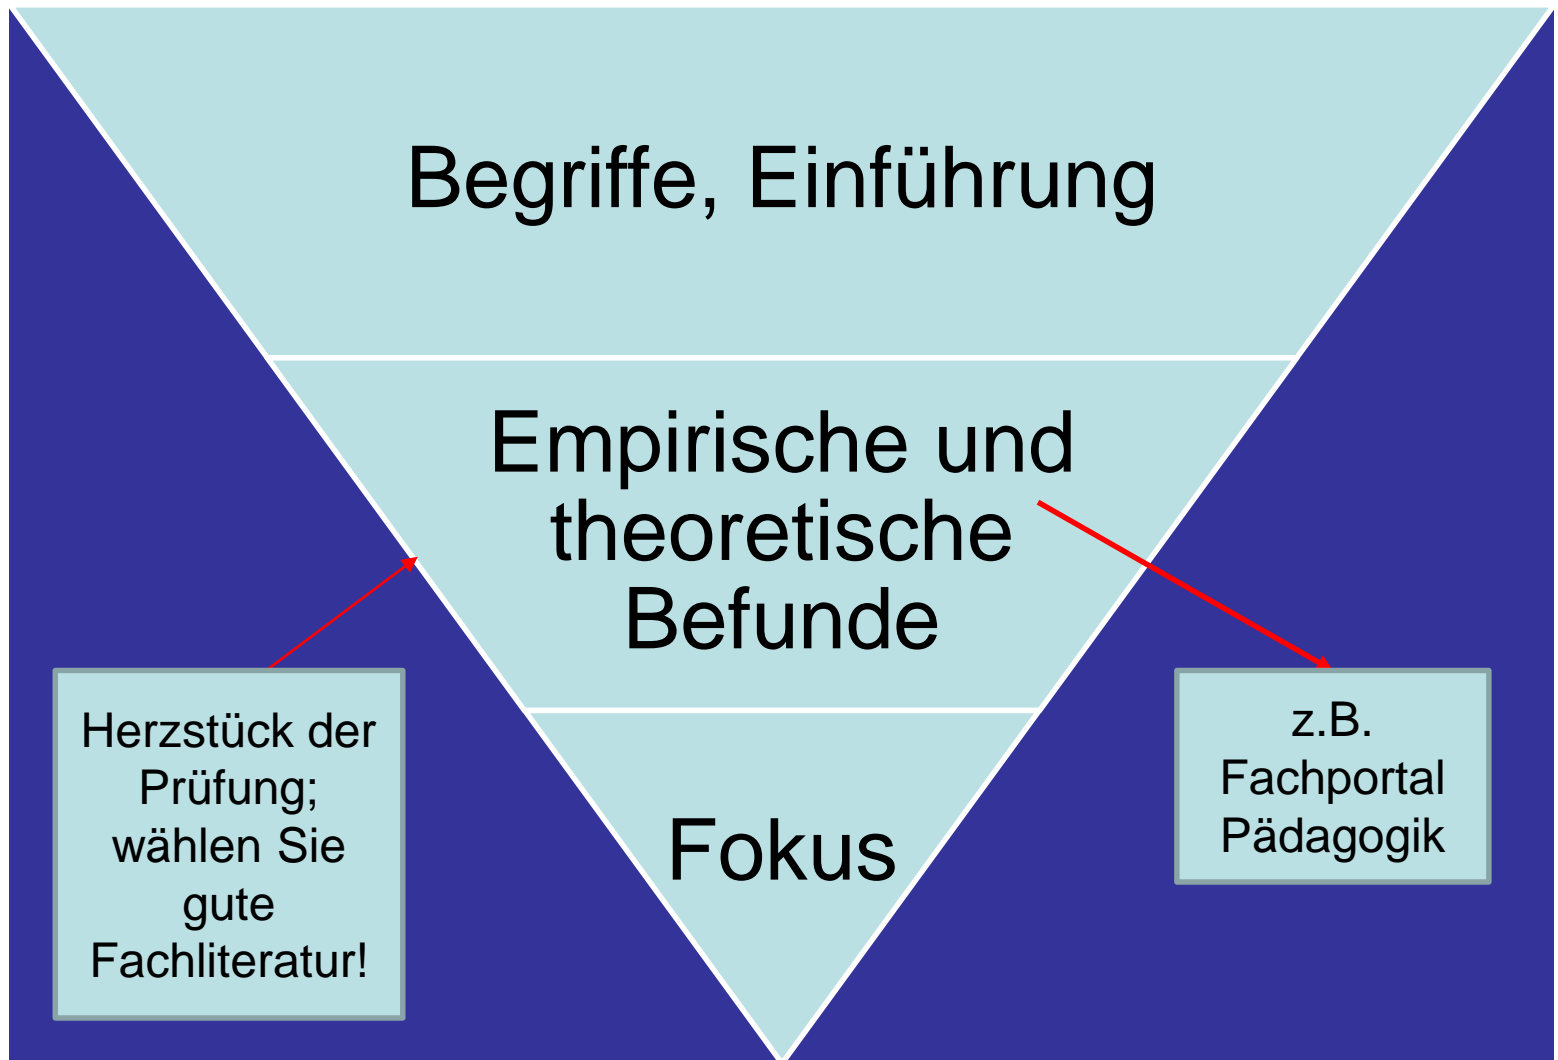 Begriffe, Einführung
Empirische und
theoretische
Befunde
Herzstück der
Prüfung;
wählen Sie
gute
Fachliteratur!
z.B.
Fachportal
Pädagogik
Fokus